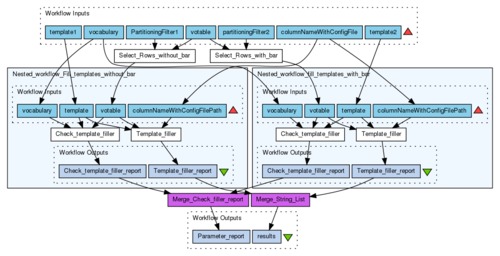 Workflow Inputs
template1 vocabulary PartitioningFilter1 votable partitioningFilter2 columnNameWithConfigFile template2
Select_Rows_without_bar Select_Rows_with_bar
Nested_workflow_Fill_templates_without_bar Nested_workflow_fill_templates_with_bar
Workflow Inputs Workflow Inputs
vocabulary template votable columnNameWithConfigFilePath vocabulary votable template columnNameWithConfigFilePath
Check_template_filler Template_filler Check_template_filler Template_filler
Workflow Outputs Workflow Outputs
Check_template_filler_report Template_filler_report Check_template_filler_report Template_filler_report
Merge_Check_filler_report Merge_String_List
Workflow Outputs
Parameter_report results